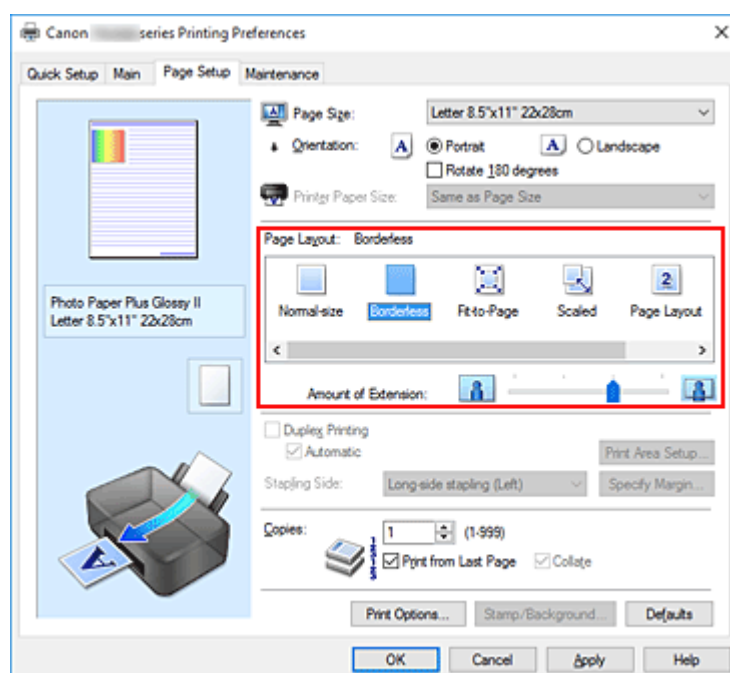 Canon series Printing Preferences
Quick Setup Main Page Setup Maintenance
Page Size: Letter 8.5"x11" 22x28cm
Orientation: A Portrait A Landscape
Rotate 180 degrees
Printer Paper Size: Same as Page Size
Page Layout: Borderless
Normal-size Borderless Fit-to-Page Scaled 2 Page Layout
Photo Paper Plus Glossy II
Letter 8.5"x11" 22x28cm
Amount of Extension:
Duplex Printing
Automatic Print Area Setup...
Stapling Side: Long-side stapling (Left) Specify Margin...
Copies: 1 (1-999)
Print from Last Page Collate
A
Print Options... Stamp/Background... Defaults
OK Cancel Apply Help